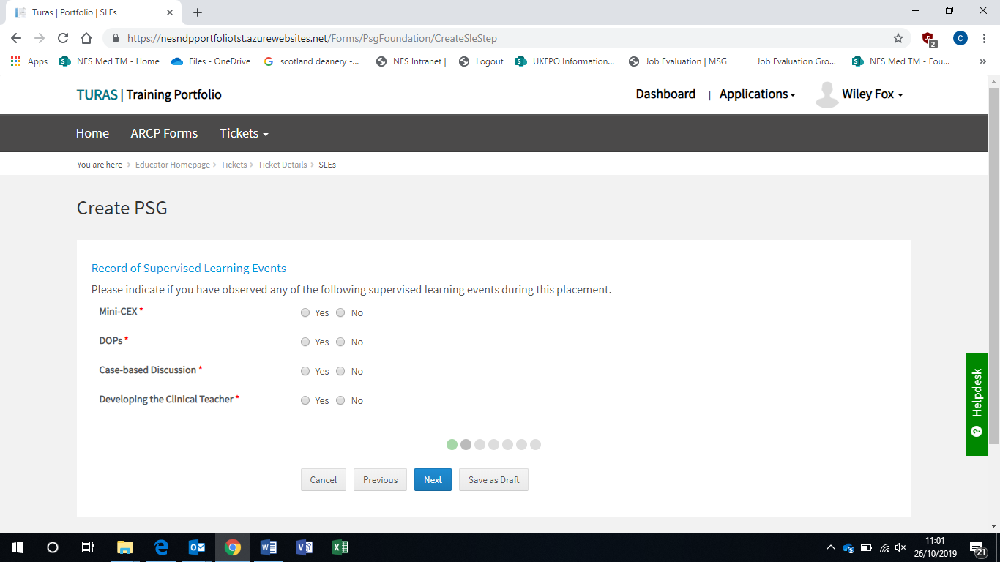 Turas | Portfolio | SLEs
https://nesndpportfoliotst.azurewebsites.net/Forms/PsgFoundation/CreateSleStep
2
C
Apps NES Med TM - Home Files - OneDrive scotland deanery -... NES Intranet | Logout UKFPO Information... Job Evaluation | MSG Job Evaluation Gro... NES Med TM - Fou... »
TURAS | Training Portfolio Dashboard | Applications Wiley Fox
Home ARCP Forms Tickets
You are here > Educator Homepage > Tickets > Ticket Details > SLEs
Create PSG
Record of Supervised Learning Events
Please indicate if you have observed any of the following supervised learning events during this placement.
Mini-CEX * Yes No
DOPs * Yes No
Case-based Discussion * Yes No
Developing the Clinical Teacher * Yes No
Helpdesk
Cancel Previous Next Save as Draft
11:01
26/10/2019
21